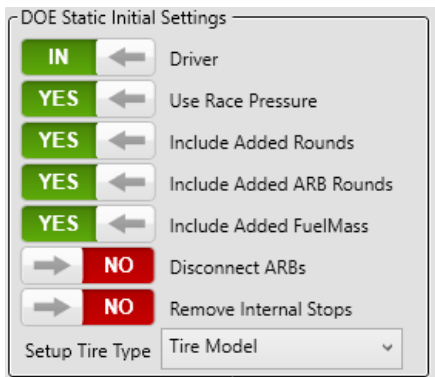 DOE Static Initial Settings
IN Driver
YES Use Race Pressure
YES Include Added Rounds
YES Include Added ARB Rounds
YES Include Added FuelMass
NO Disconnect ARBs
NO Remove Internal Stops
Setup Tire Type Tire Model